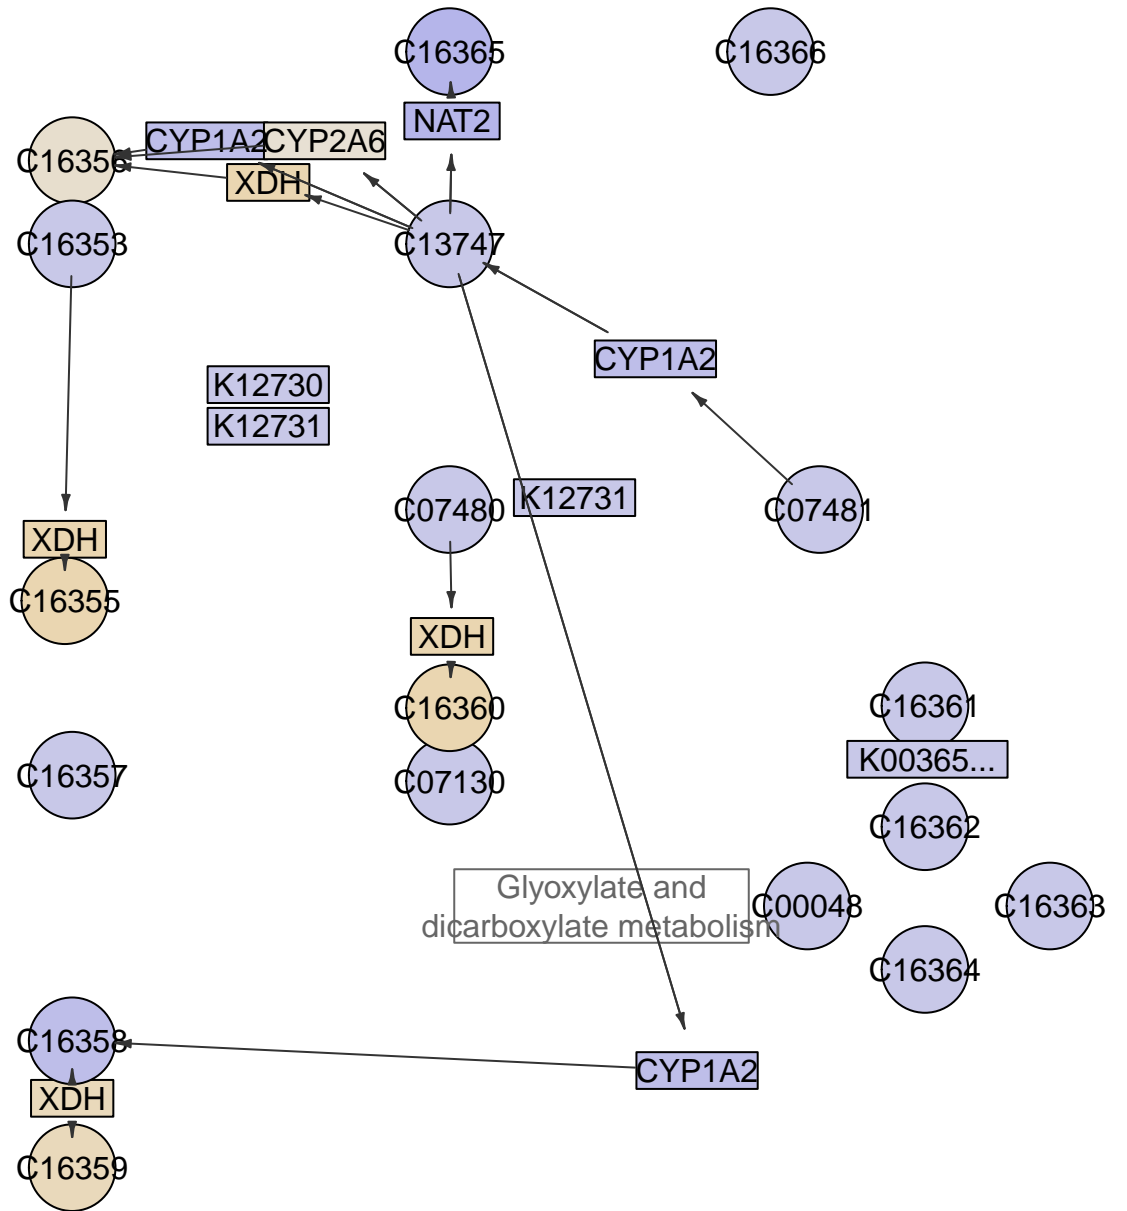 C16365
C16366
NAT2
CYP1A2
CYP2A6
C16356
XDH
C16353
C13747
CYP1A2
K12730
K12731
C07480
K12731
C07481
XDH
C16355
XDH
C16360
C16361
K00365...
C16357
C07130
C16362
Glyoxylate and
dicarboxylate metabolism
C00048
C16363
C16364
C16358
CYP1A2
XDH
C16359